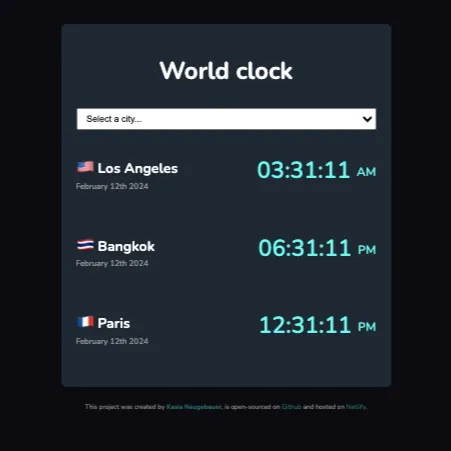 World clock
Select a city...
Los Angeles 03:31:11 AM
February 12th 2024
Bangkok 06:31:11 PM
February 12th 2024
Paris 12:31:11 PM
February 12th 2024
This project was created by Kasia Neugebauer, is open-sourced on Github and hosted on Netlify.